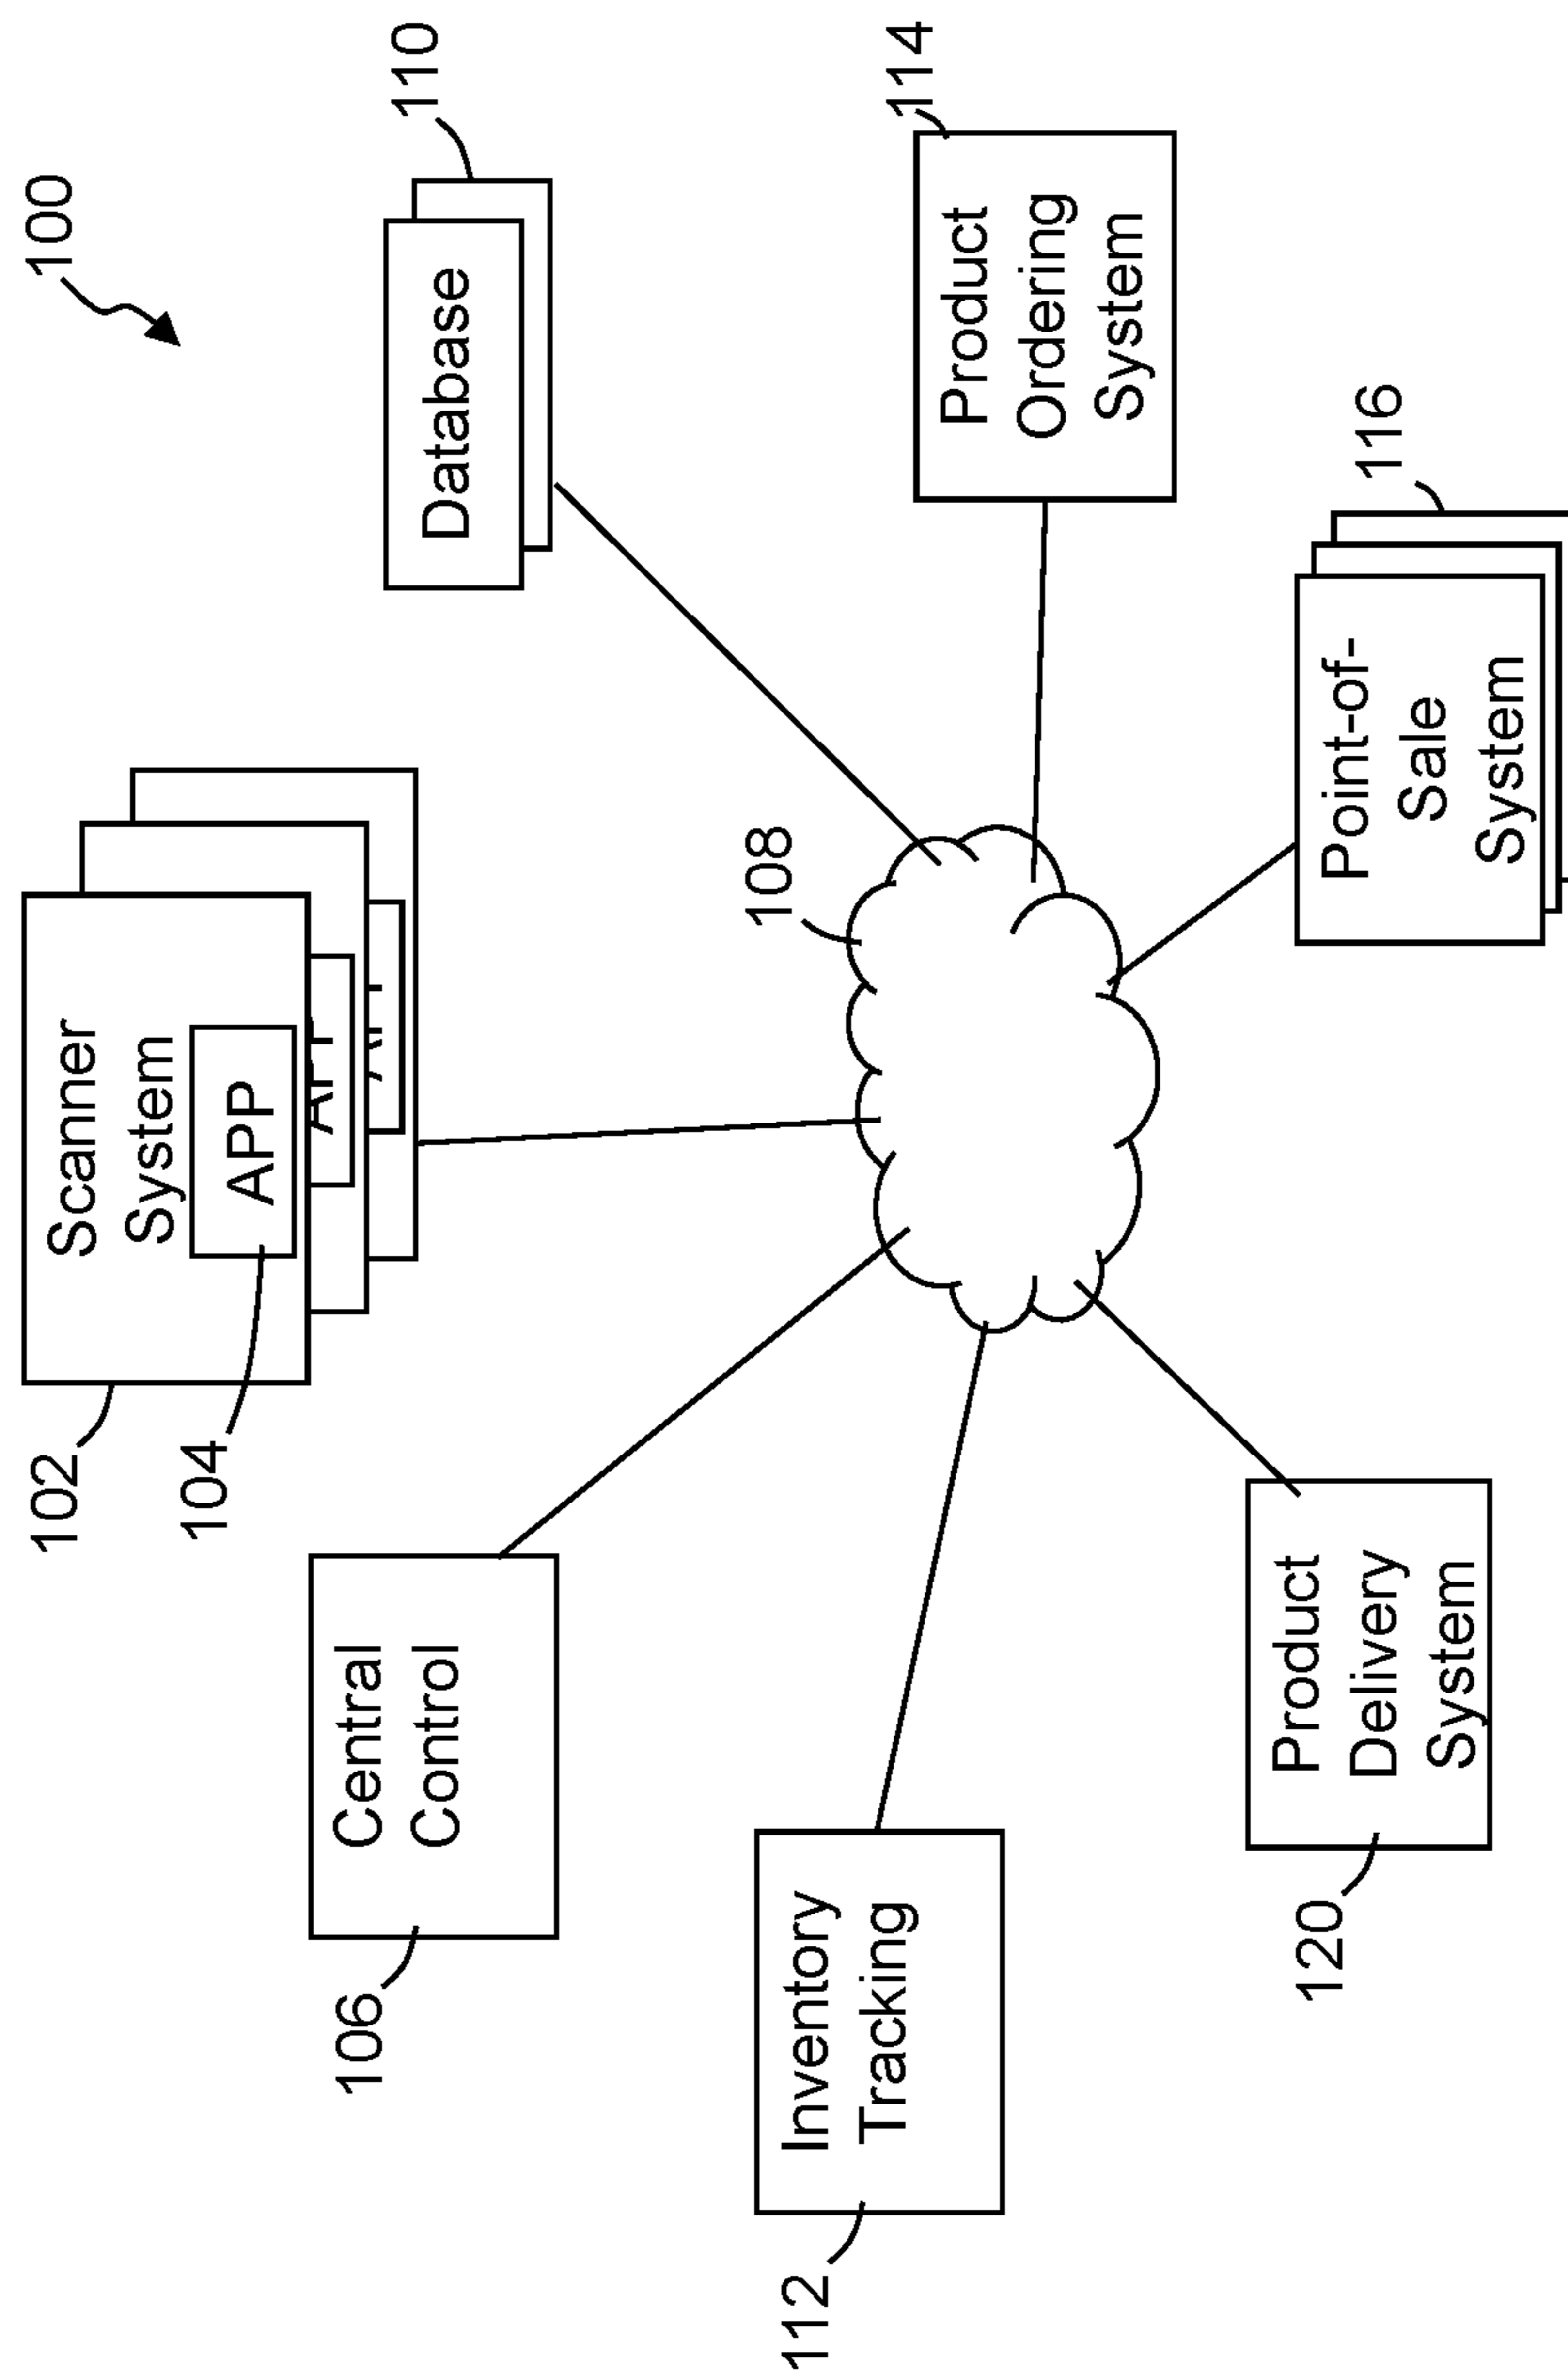 100
102
Scanner
System
104
APP
APP
106
Central
Control
Database
110
108
112
Inventory
Tracking
Product
Ordering
System
114
120
Product
Delivery
System
Point-of-
Sale
System
116